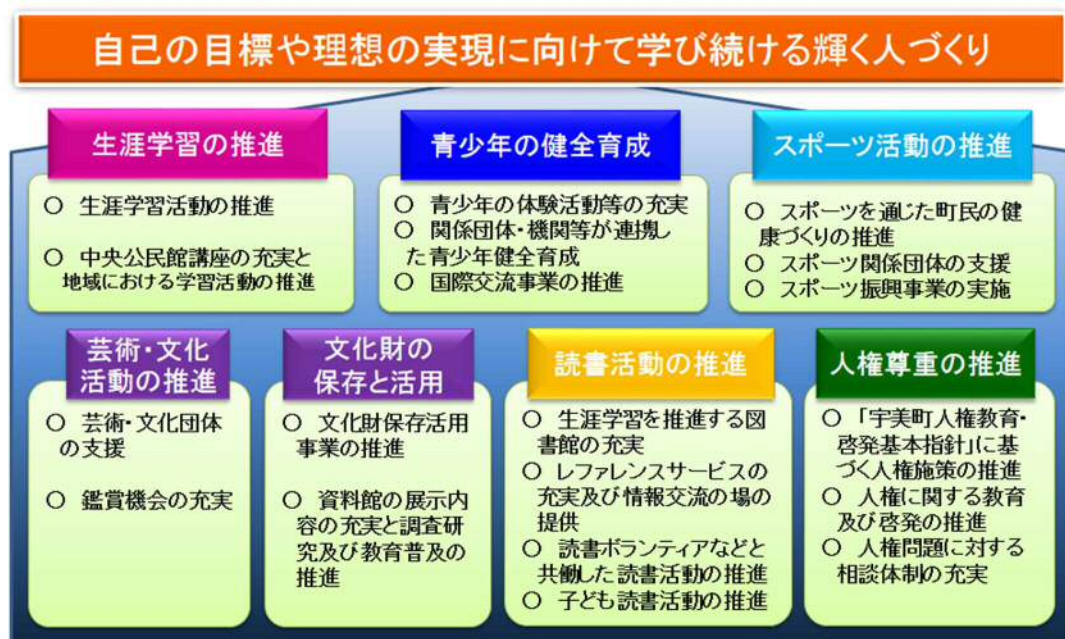 自己の目標や理想の実現に向けて学び続ける輝く人づくり
生涯学習の推進
○ 生涯学習活動の推進
○ 中央公民館講座の充実と
地域における学習活動の推進
青少年の健全育成
○ 青少年の体験活動等の充実
○ 関係団体・機関等が連携し
た青少年健全育成
○ 国際交流事業の推進
スポーツ活動の推進
○ スポーツを通じた町民の健
康づくりの推進
○ スポーツ関係団体の支援
○ スポーツ振興事業の実施
芸術・文化
活動の推進
○ 芸術・文化団体
の支援
○ 鑑賞機会の充実
文化財の
保存と活用
○ 文化財保存活用
事業の推進
○ 資料館の展示内
容の充実と調査研
究及び教育普及の
推進
読書活動の推進
○ 生涯学習を推進する図
書館の充実
○ レファレンスサービスの
充実及び情報交流の場の
提供
○ 読書ボランティアなどと
共働した読書活動の推進
○ 子ども読書活動の推進
人権尊重の推進
○ 「宇美町人権教育・
啓発基本指針」に基
づく人権施策の推進
○ 人権に関する教育
及び啓発の推進
○ 人権問題に対する
相談体制の充実